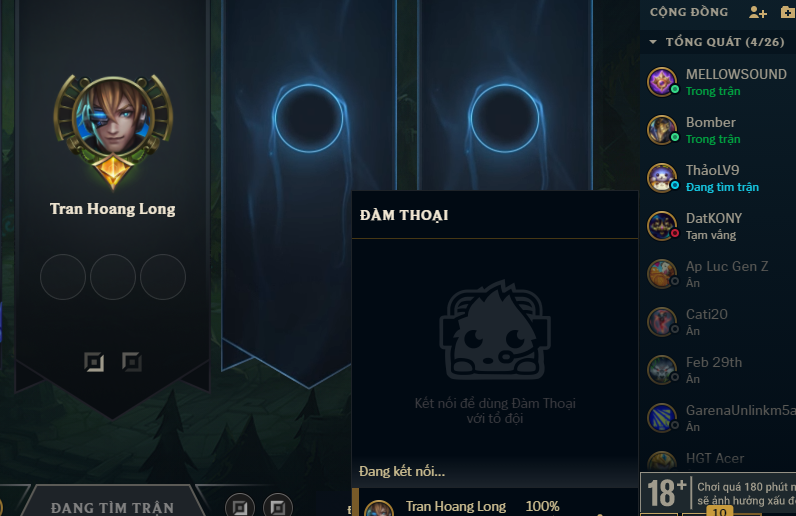 CỘNG ĐỒNG
TỔNG QUÁT (4/26)
MELLOWSOUND
Trong trận
Bomber
Trong trận
ThảoLV9
Đang tìm trận
DatKONY
Tạm vắng
Ap Luc Gen Z
Ẩn
Cati20
Ẩn
Feb 29th
Ẩn
GarenaUnlinkm5a
Ẩn
HGT Acer
18+
Chơi quá 180 phút
sẽ ảnh hưởng xấu
10
Tran Hoang Long
ĐÀM THOẠI
Kết nối để dùng Đàm Thoại
với tổ đội
Đang kết nối...
Tran Hoang Long 100%
ĐANG TÌM TRẬN